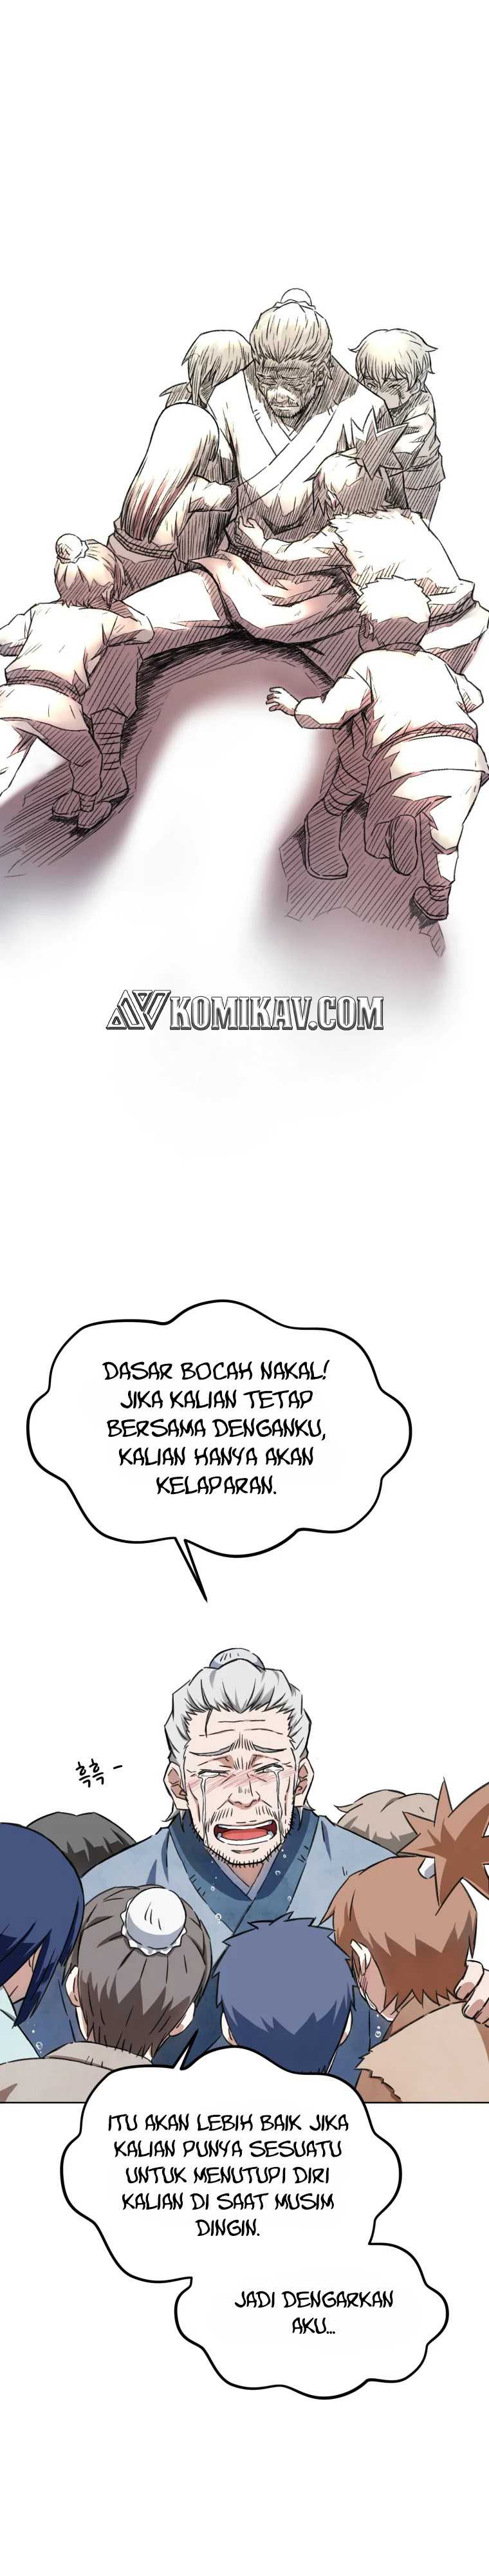 KOMIKAV.COM
DASAR BOCAH NAKAL!
JIKA KALIAN TETAP
BERSAMA DENGANKU,
KALIAN HANYA AKAN
KELAPARAN.
흑흑-
ITU AKAN LEBIH BAIK JIKA
KALIAN PUNYA SESUATU
UNTUK MENUTUPI DIRI
KALIAN DI SAAT MUSIM
DINGIN.
JADI DENGARKAN
AKU...